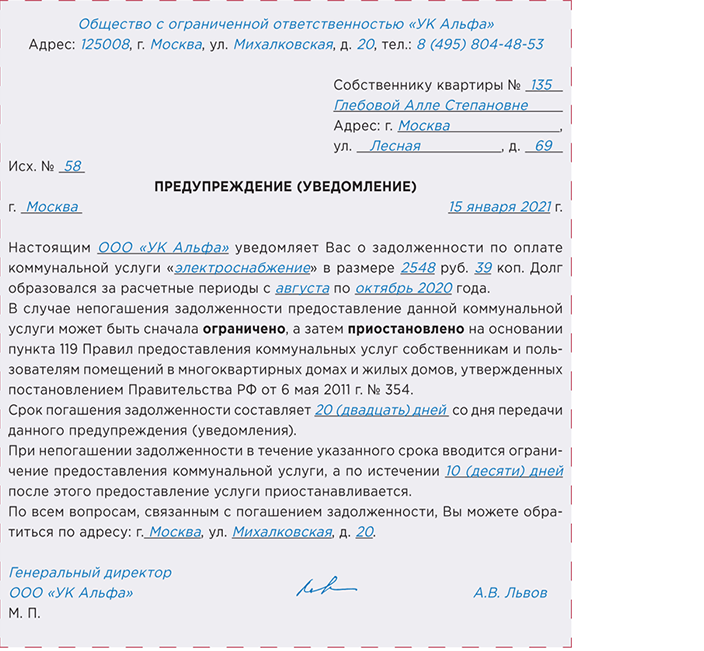 Общество с ограниченной ответственностью «УК Альфа»
Адрес: 125008, г. Москва, ул. Михалковская, д. 20, тел.: 8 (495) 804-48-53
Собственнику квартиры № 135
Глебовой Алле Степановне
Адрес: г. Москва,
ул. Лесная, д. 69
Исх. № 58
ПРЕДУПРЕЖДЕНИЕ (УВЕДОМЛЕНИЕ)
г. Москва 15 января 2021 г.
Настоящим ООО «УК Альфа» уведомляет Вас о задолженности по оплате
коммунальной услуги «электроснабжение» в размере 2548 руб. 39 коп. Долг
образовался за расчетные периоды с августа по октябрь 2020 года.
В случае непогашения задолженности предоставление данной коммунальной
услуги может быть сначала ограничено, а затем приостановлено на основании
пункта 119 Правил предоставления коммунальных услуг собственникам и поль-
зователям помещений в многоквартирных домах и жилых домов, утвержденных
постановлением Правительства РФ от 6 мая 2011 г. № 354.
Срок погашения задолженности составляет 20 (двадцать) дней со дня передачи
данного предупреждения (уведомления).
При непогашении задолженности в течение указанного срока вводится ограни-
чение предоставления коммунальной услуги, а по истечении 10 (десяти) дней
после этого предоставление услуги приостанавливается.
По всем вопросам, связанным с погашением задолженности, Вы можете обра-
титься по адресу: г. Москва, ул. Михалковская, д. 20.
Генеральный директор
ООО «УК Альфа» А.В. Львов
М. П.